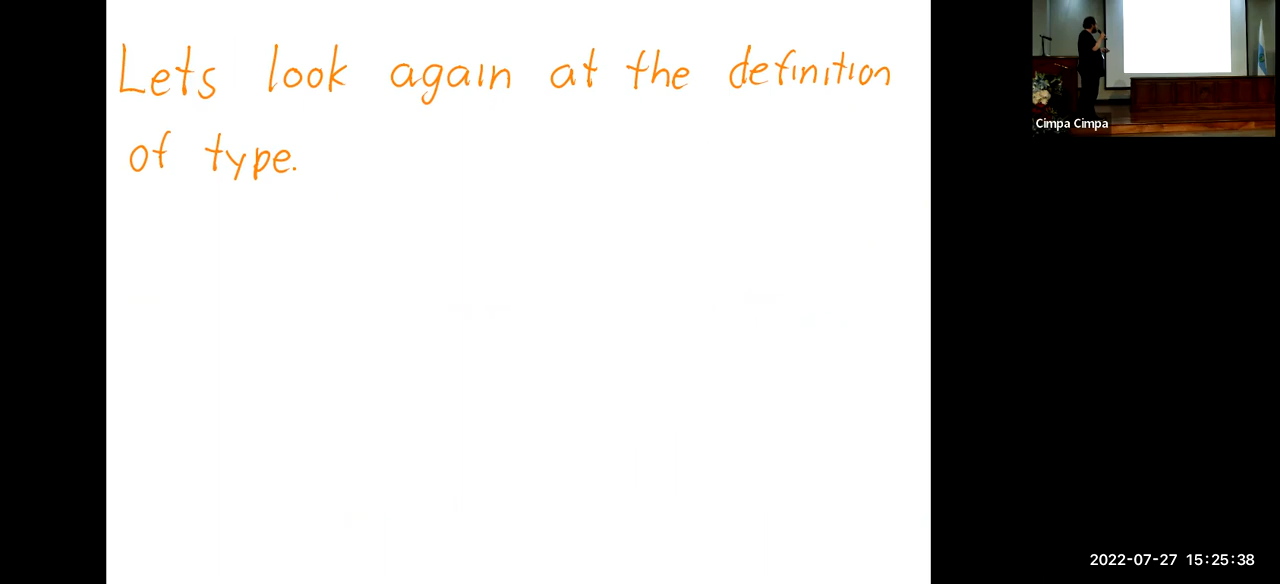 Lets look again at the definition
of type.
Cimpa Cimpa
2022-07-27 15:25:38